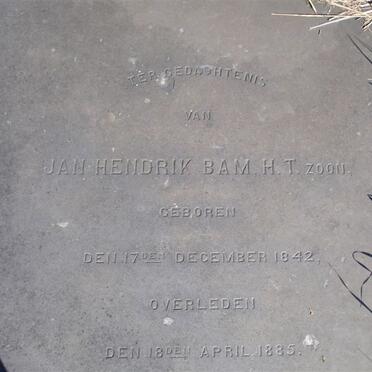 TER GEDACHTENIS
VAN
JAN HENDRIK BAM. H.T. ZOON.
GEBOREN
DEN 17DEN DECEMBER 1842.
OVERLEDEN
DEN 18DEN APRIL 1885.